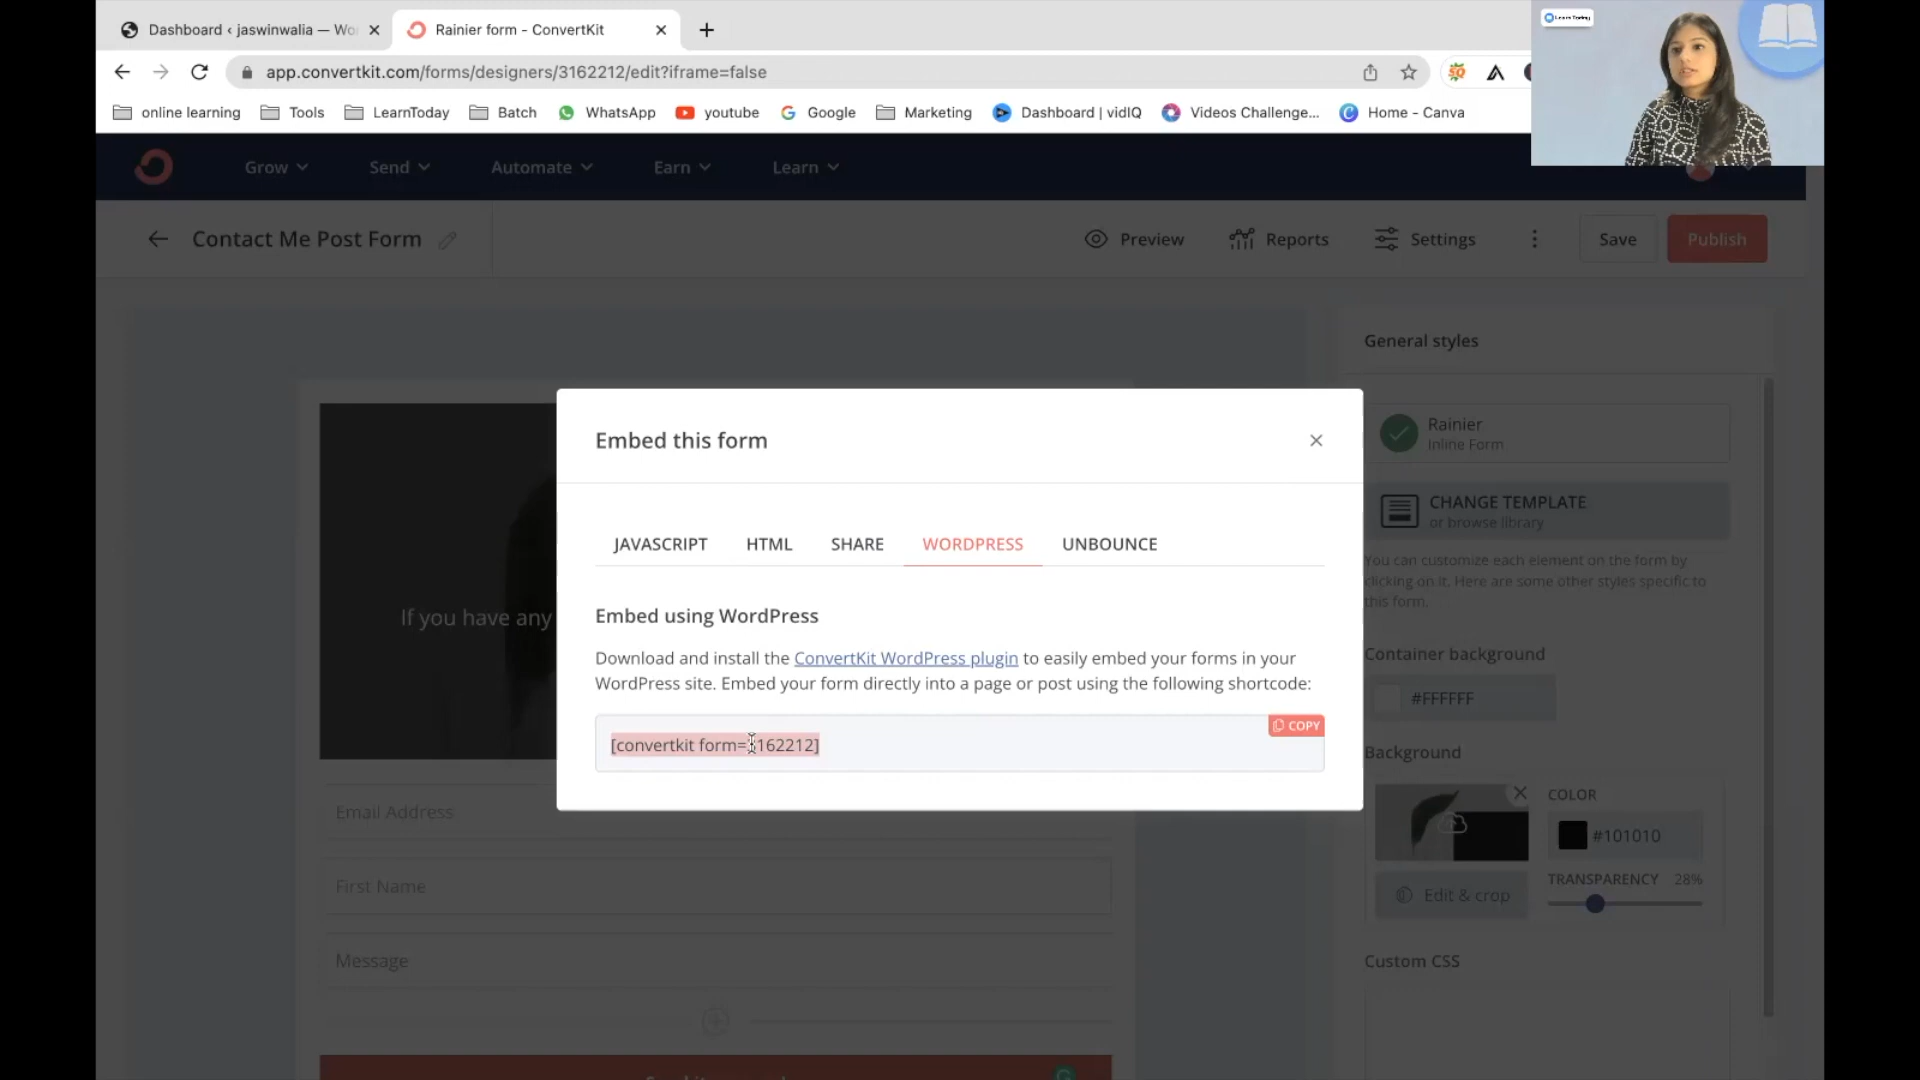 Dashboard ‹ jaswinwalia — Wo
Rainier form - ConvertKit
app.convertkit.com/forms/designers/3162212/edit?iframe=false
online learning
Tools
LearnToday
Batch
WhatsApp
youtube
Google
Marketing
Dashboard | vidIQ
Videos Challenge...
Home - Canva
Learn Today
Grow
Send
Automate
Earn
Learn
Contact Me Post Form
Preview
Reports
Settings
Save
Publish
General styles
Rainier
Inline Form
CHANGE TEMPLATE
or browse library
You can customize each element on the form by
clicking on it. Here are some other styles specific to
this form.
Container background
#FFFFFF
Background
COLOR
#101010
TRANSPARENCY 28%
Edit & crop
Custom CSS
If you have any
Email Address
First Name
Message
Embed this form
JAVASCRIPT
HTML
SHARE
WORDPRESS
UNBOUNCE
Embed using WordPress
Download and install the ConvertKit WordPress plugin to easily embed your forms in your
WordPress site. Embed your form directly into a page or post using the following shortcode:
COPY
[convertkit form=3162212]